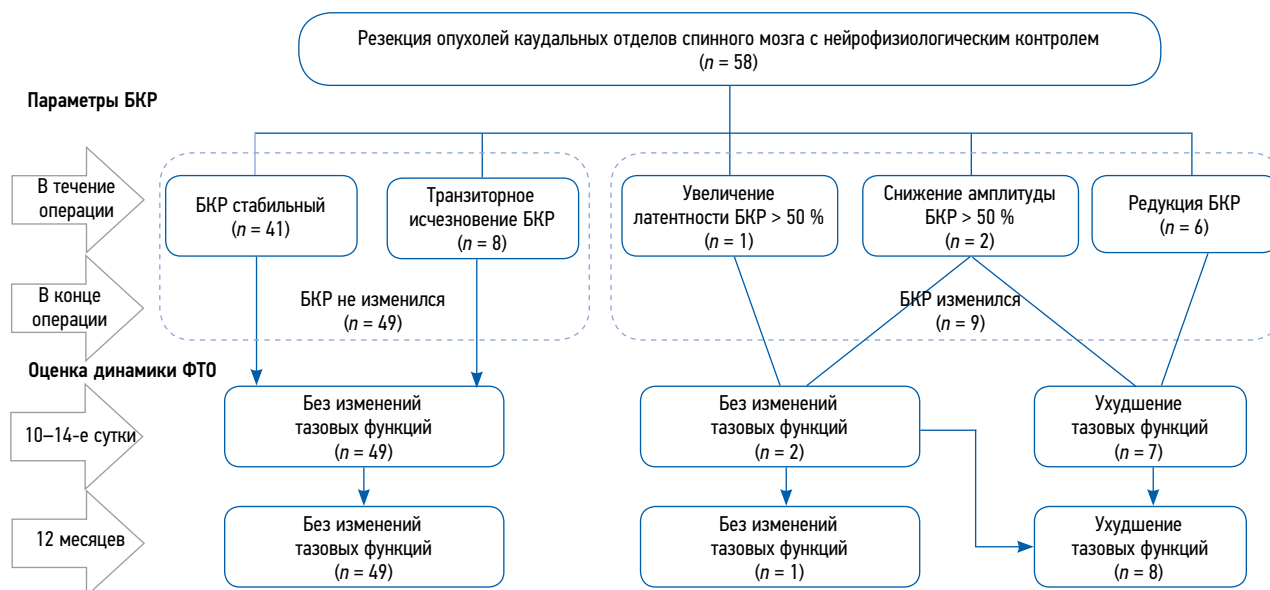 Резекция опухолей каудальных отделов спинного мозга с нейрофизиологическим контролем
(n = 58)
Параметры БКР
В течение
операции
БКР стабильный
(n = 41)
Транзиторное
исчезновение БКР
(n = 8)
Увеличение
латентности БКР > 50 %
(n = 1)
Снижение амплитуды
БКР > 50 %
(n = 2)
Редукция БКР
(n = 6)
В конце
операции
БКР не изменился
(n = 49)
БКР изменился
(n = 9)
Оценка динамики ФТО
10–14-е сутки
Без изменений
тазовых функций
(n = 49)
Без изменений
тазовых функций
(n = 2)
Ухудшение
тазовых функций
(n = 7)
12 месяцев
Без изменений
тазовых функций
(n = 49)
Без изменений
тазовых функций
(n = 1)
Ухудшение
тазовых функций
(n = 8)